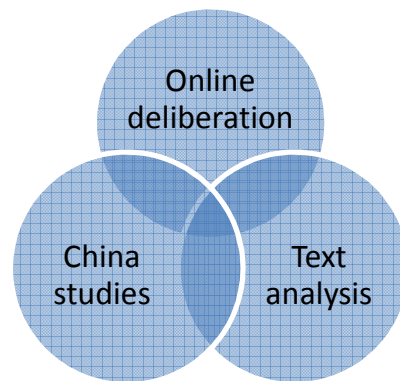 Online
deliberation
China
studies
Text
analysis